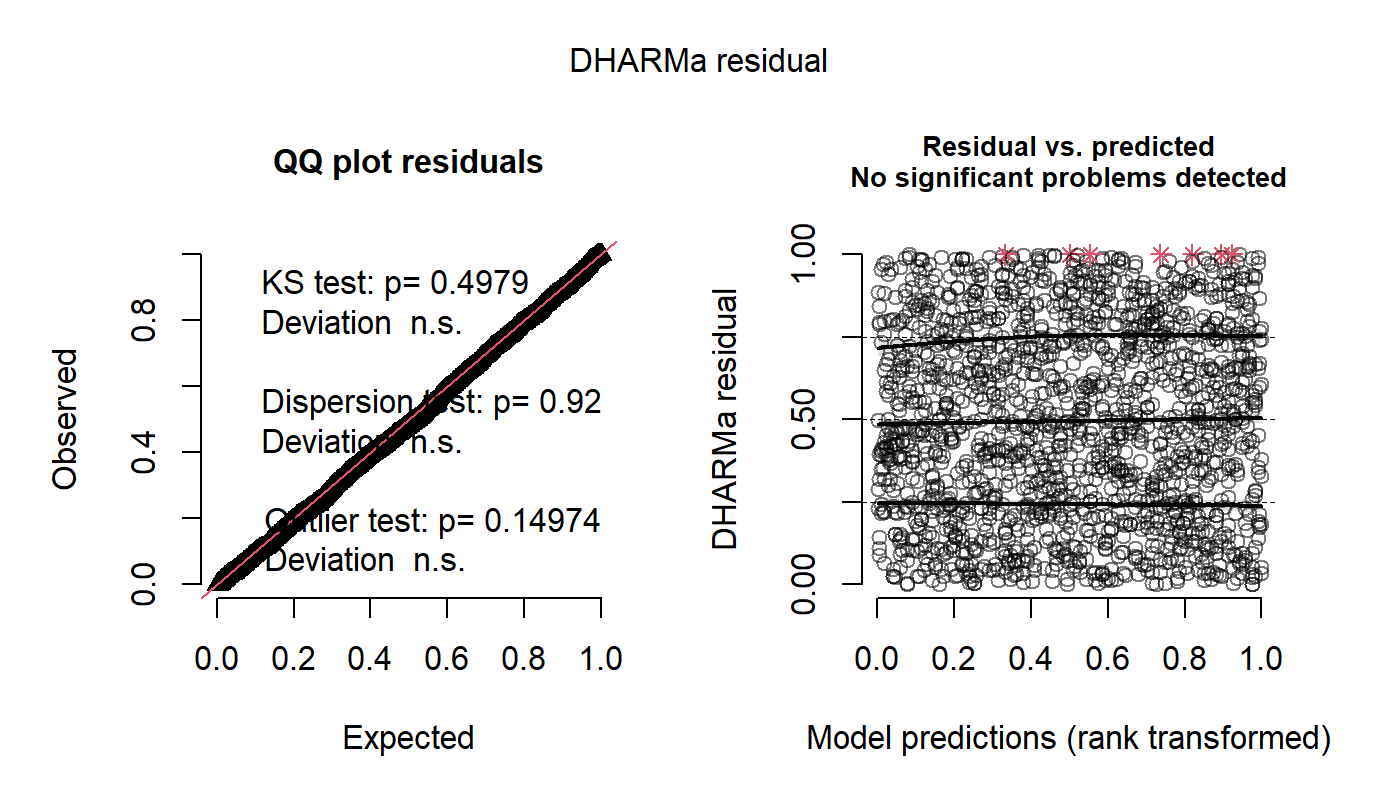 DHARMa residual
QQ plot residuals
KS test: p= 0.4979
Deviation  n.s.
Dispersion test: p= 0.92
Deviation  n.s.
Outlier test: p= 0.14974
Deviation  n.s.
Observed
0.0
0.4
0.8
0.0 0.2 0.4 0.6 0.8 1.0
Expected
Residual vs. predicted
No significant problems detected
DHARMa residual
0.00
0.50
1.00
0.0 0.2 0.4 0.6 0.8 1.0
Model predictions (rank transformed)